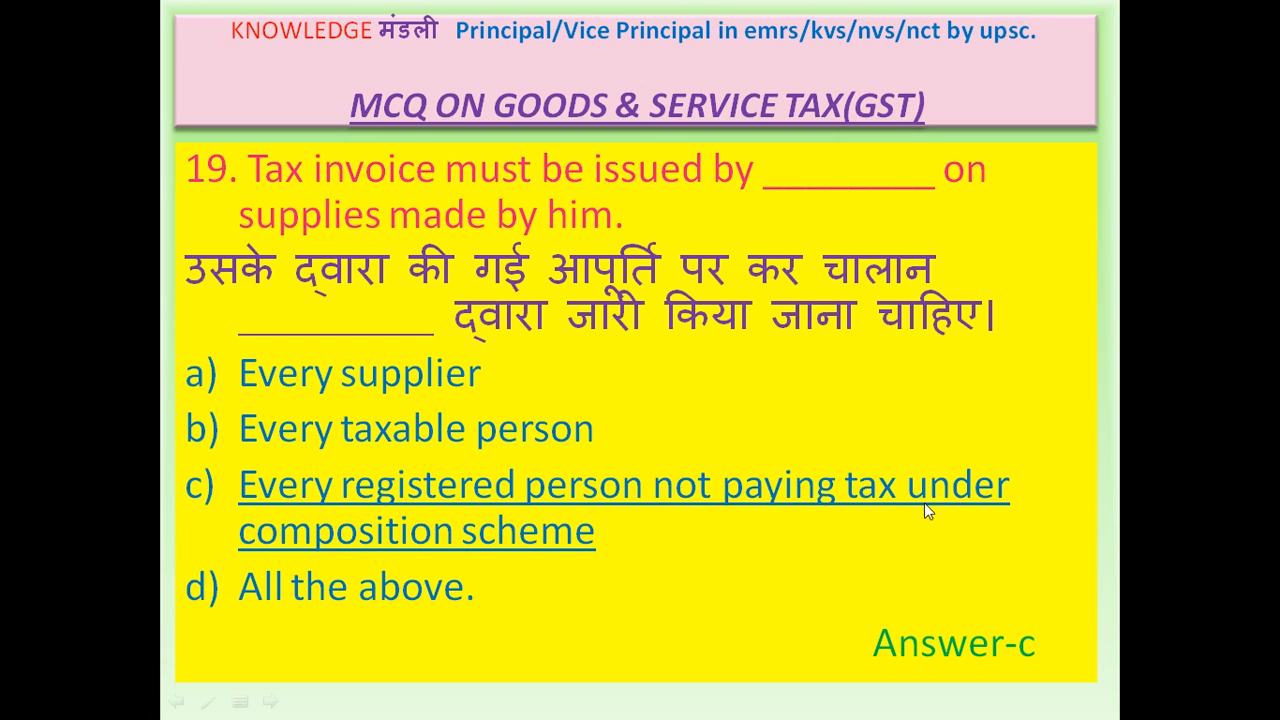 KNOWLEDGE मंडली Principal/Vice Principal in emrs/kvs/nvs/nct by upsc.
MCQ ON GOODS & SERVICE TAX(GST)
19. Tax invoice must be issued by ________ on
supplies made by him.
उसके द्वारा की गई आपूर्ति पर कर चालान
_________ द्वारा जारी किया जाना चाहिए।
a) Every supplier
b) Every taxable person
c) Every registered person not paying tax under
composition scheme
d) All the above.
Answer-c